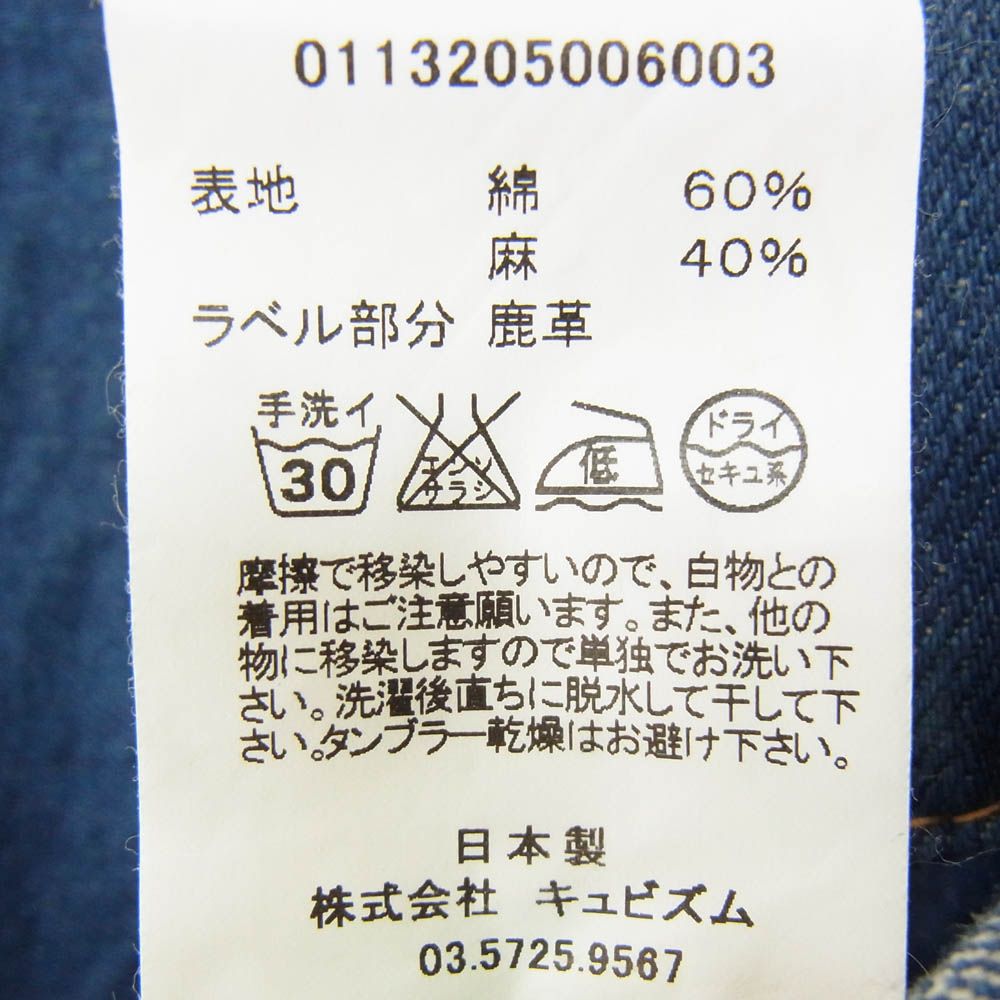 0113205006003
表地 綿 60%
麻 40%
ラベル部分 鹿革
手洗イ
30
エンソ
サラシ
低
ドライ
セキユ系
摩擦で移染しやすいので、白物との
着用はご注意願います。また、他の
物に移染しますので単独でお洗い下
さい。洗濯後直ちに脱水して干して下
さい。タンブラー乾燥はお避け下さい。
日本製
株式会社 キュビズム
03.5725.9567